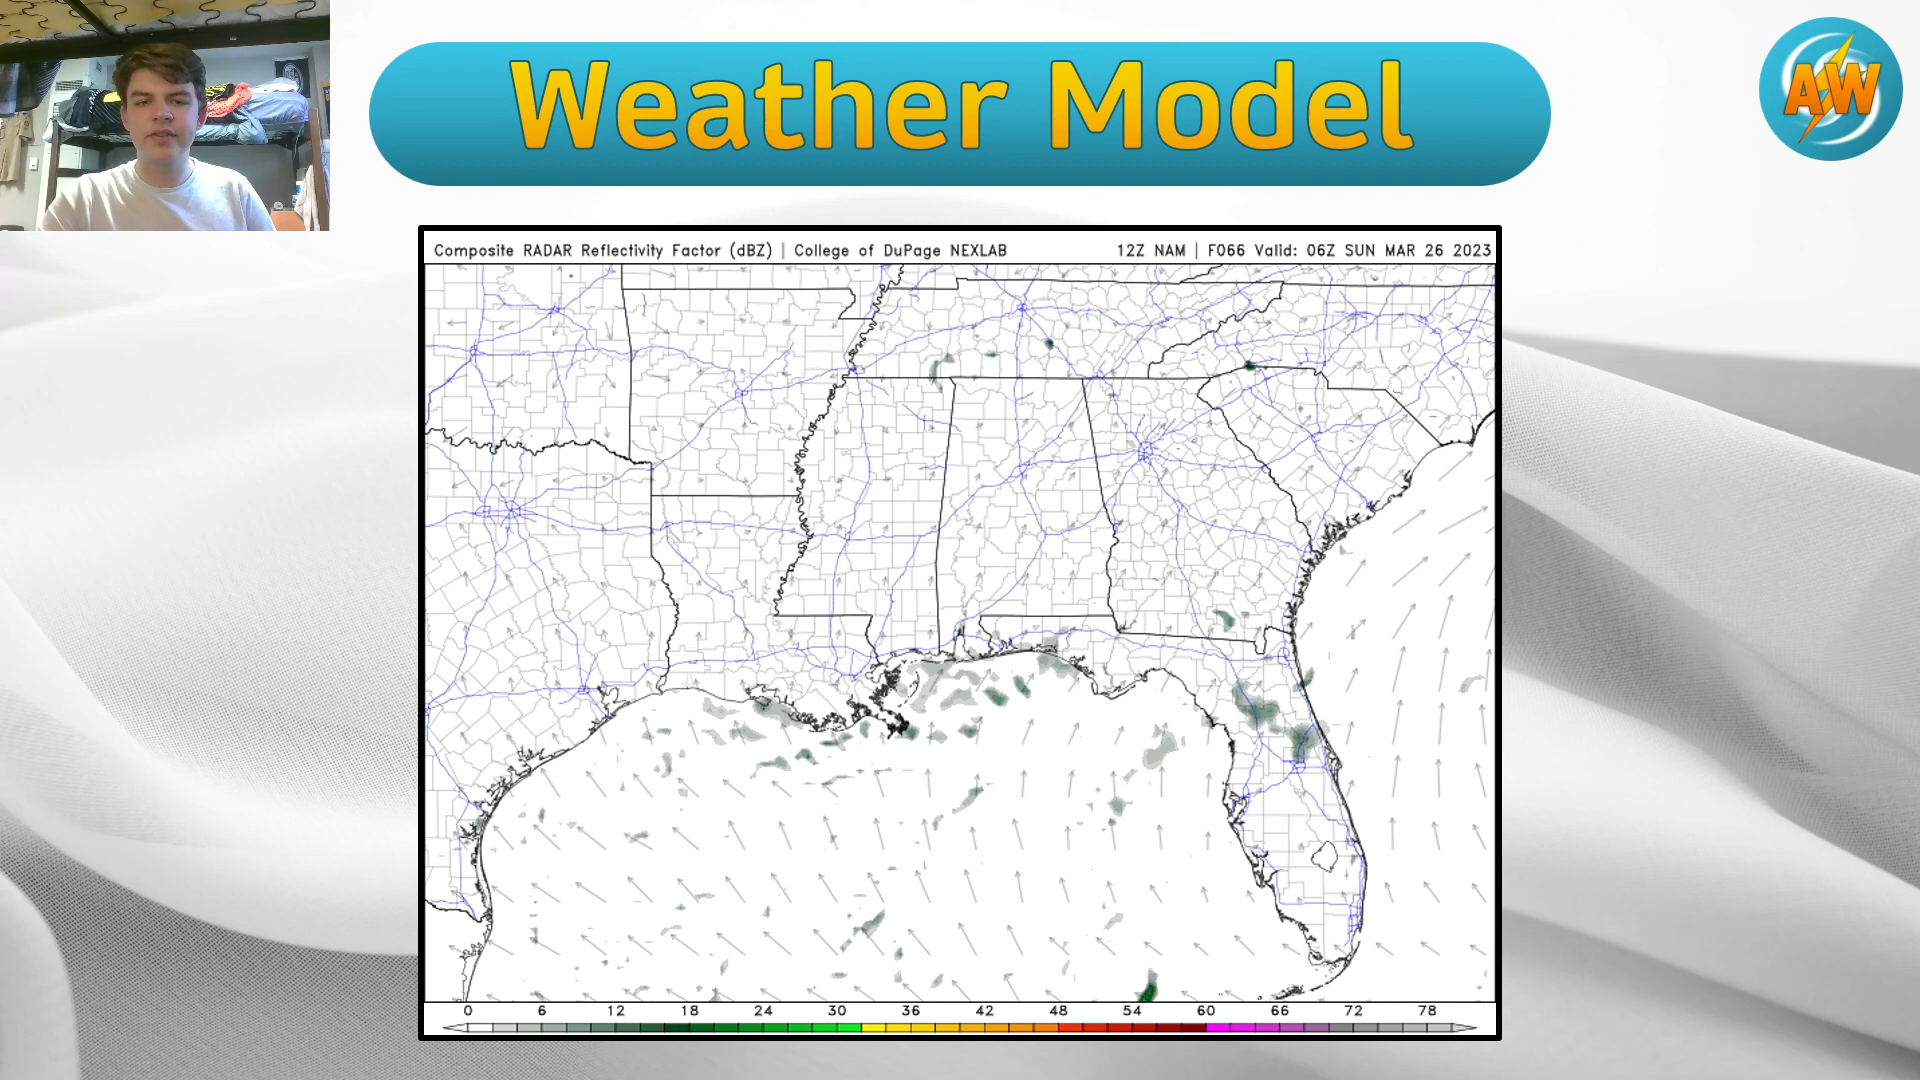 Weather Model
AW
Composite RADAR Reflectivity Factor (dBZ) | College of DuPage NEXLAB 12Z NAM | F066 Valid: 06Z SUN MAR 26 2023
0 6 12 18 24 30 36 42 48 54 60 66 72 78